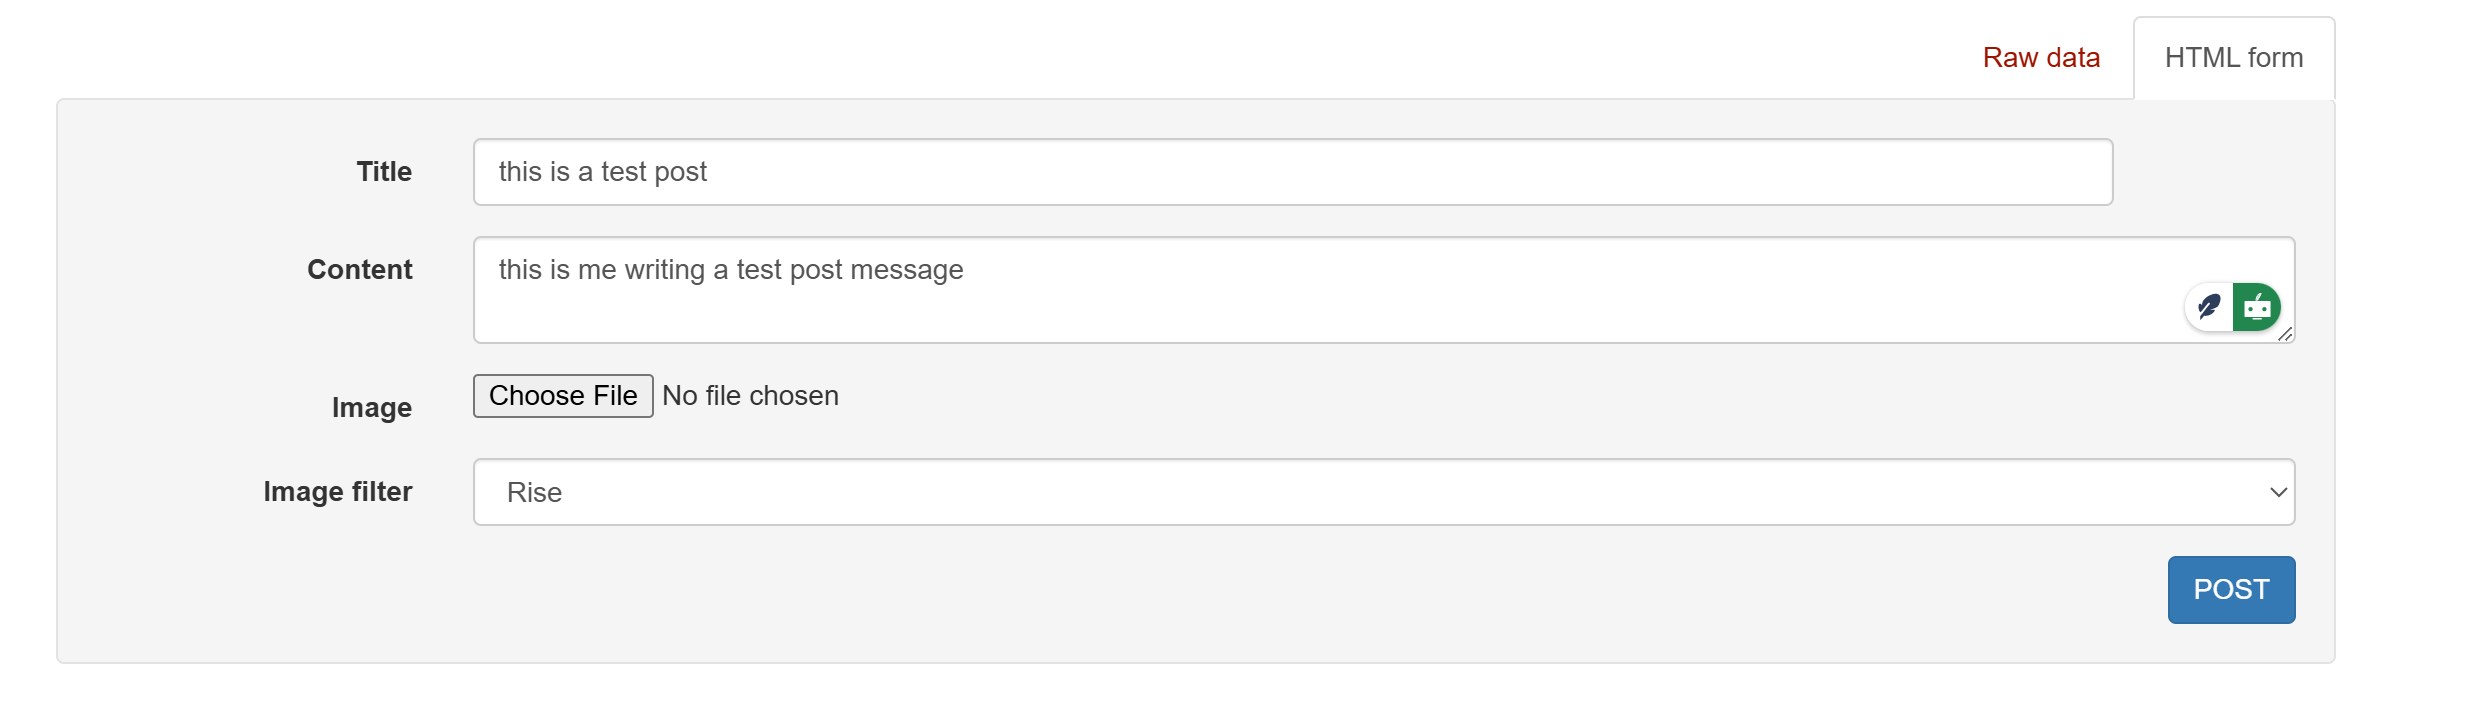 Raw data HTML form
Title this is a test post
Content this is me writing a test post message
Image Choose File No file chosen
Image filter Rise
POST